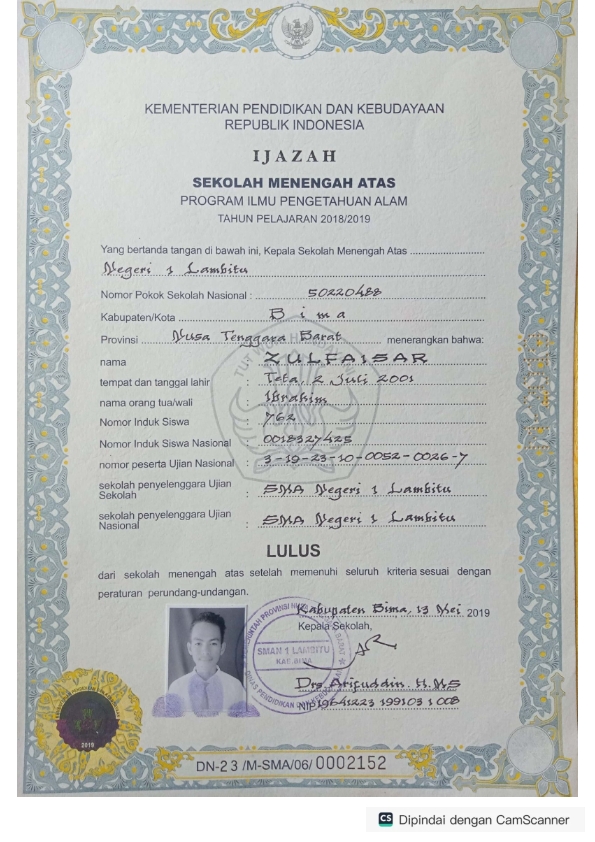 KEMENTERIAN PENDIDIKAN DAN KEBUDAYAAN
REPUBLIK INDONESIA
IJAZAH
SEKOLAH MENENGAH ATAS
PROGRAM ILMU PENGETAHUAN ALAM
TAHUN PELAJARAN 2018/2019
Yang bertanda tangan di bawah ini, Kepala Sekolah Menengah Atas
Negeri 1 Lambitu
Nomor Pokok Sekolah Nasional : 50220488
Kabupaten/Kota : Bima
Provinsi : Nusa Tenggara Barat menerangkan bahwa:
nama : ZULFAISAR
tempat dan tanggal lahir : Teta, 2 Juli 2001
nama orang tua/wali : Ibrahim
Nomor Induk Siswa : 762
Nomor Induk Siswa Nasional : 0018327425
nomor peserta Ujian Nasional : 3-19-23-10-0052-0026-7
sekolah penyelenggara Ujian
Sekolah : SMA Negeri 1 Lambitu
sekolah penyelenggara Ujian
Nasional : SMA Negeri 1 Lambitu
LULUS
dari sekolah menengah atas setelah memenuhi seluruh kriteria sesuai dengan
peraturan perundang-undangan.
Kabupaten Bima, 13 Mei 2019
Kepala Sekolah,
SMAN 1 LAMBITU
KAB. BIMA
Drs. Arifuddin. H. MS
NIP 19641223 199103 1 008
2019
DN-23 /M-SMA/06/ 0002152
CS Dipindai dengan CamScanner